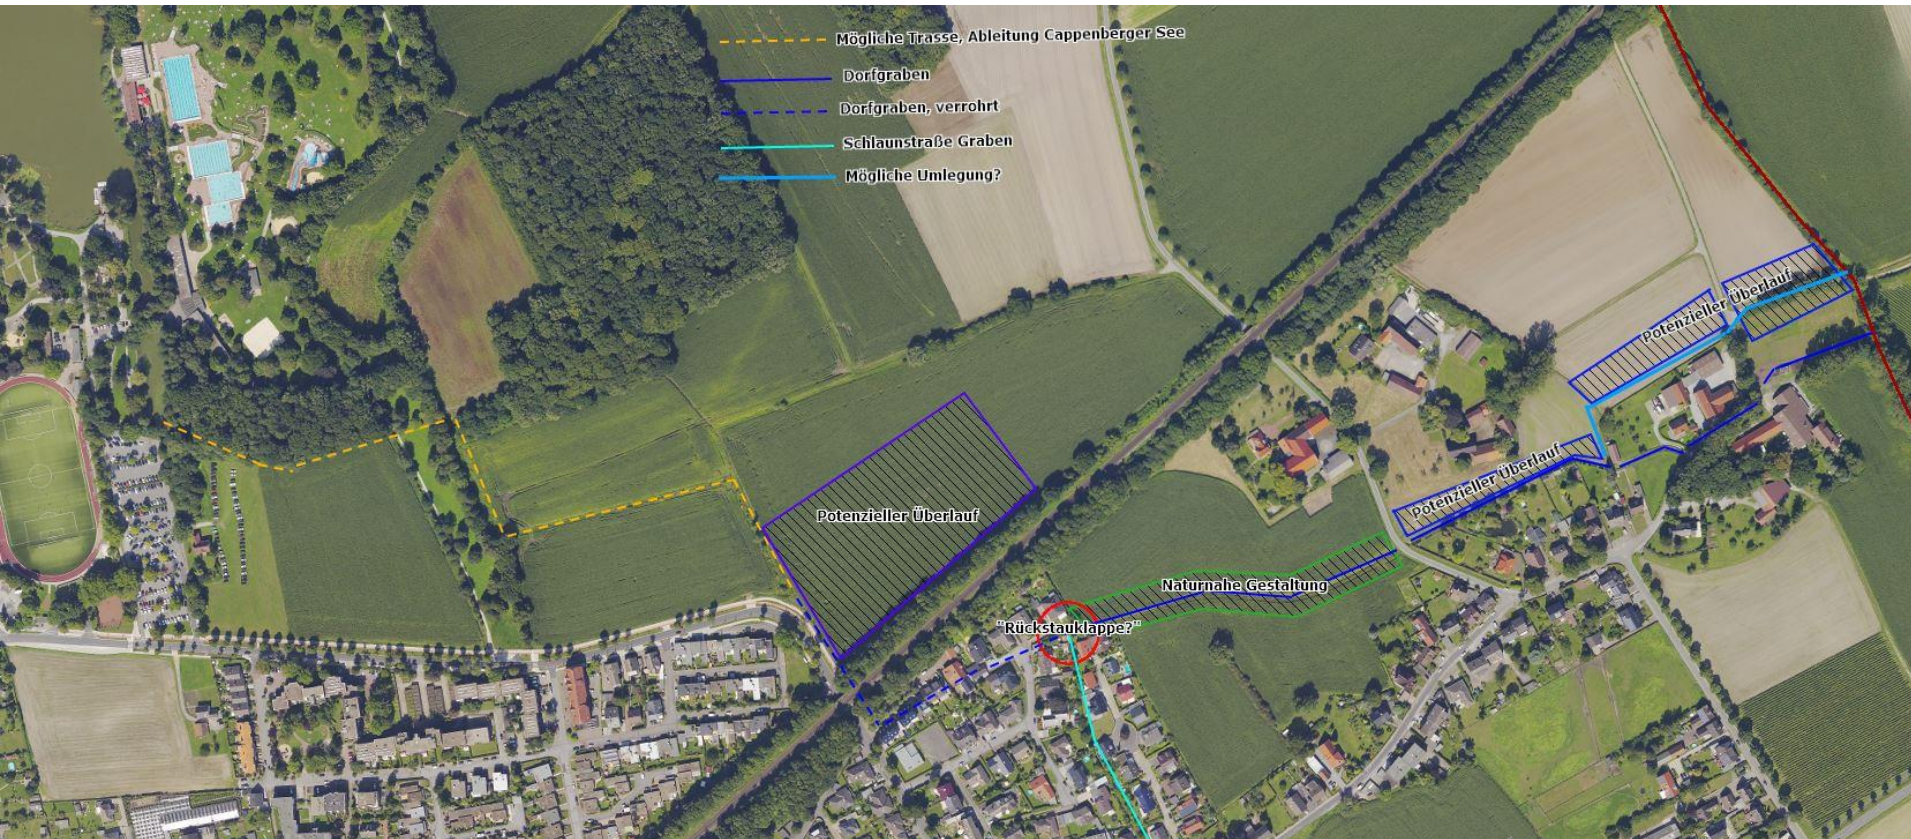 Mögliche Trasse, Ableitung Cappenberger See
Dorfgraben
Dorfgraben, verrohrt
Schlaunstraße Graben
Mögliche Umlegung?
Potenzieller Überlauf
Potenzieller Überlauf
Potenzieller Überlauf
Naturnahe Gestaltung
"Rückstauklappe?"